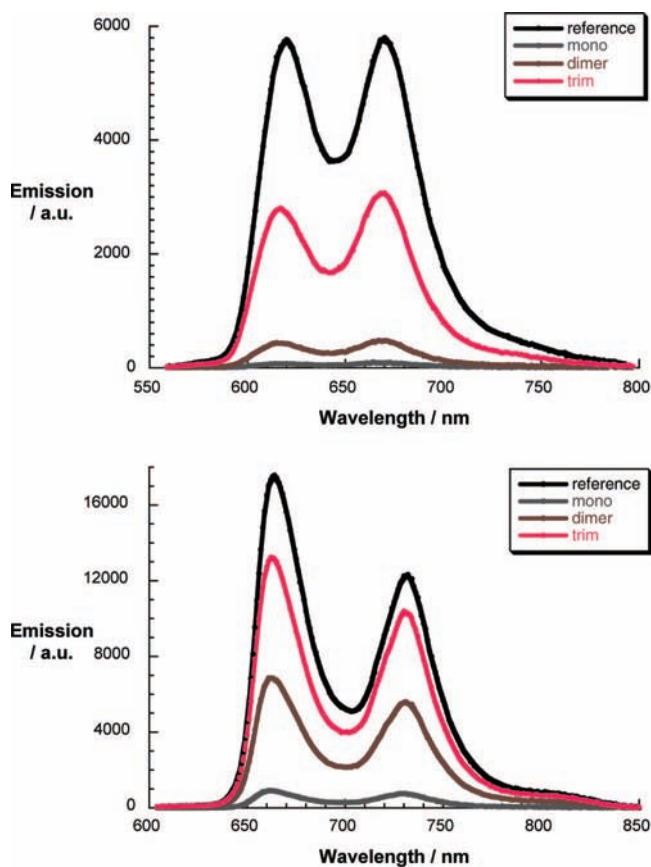 6000
4000
2000
0
Emission
/ a.u.
reference
mono
dimer
trim
550 600 650 700 750 800
Wavelength / nm
16000
12000
8000
4000
0
Emission
/ a.u.
reference
mono
dimer
trim
600 650 700 750 800 850
Wavelength / nm